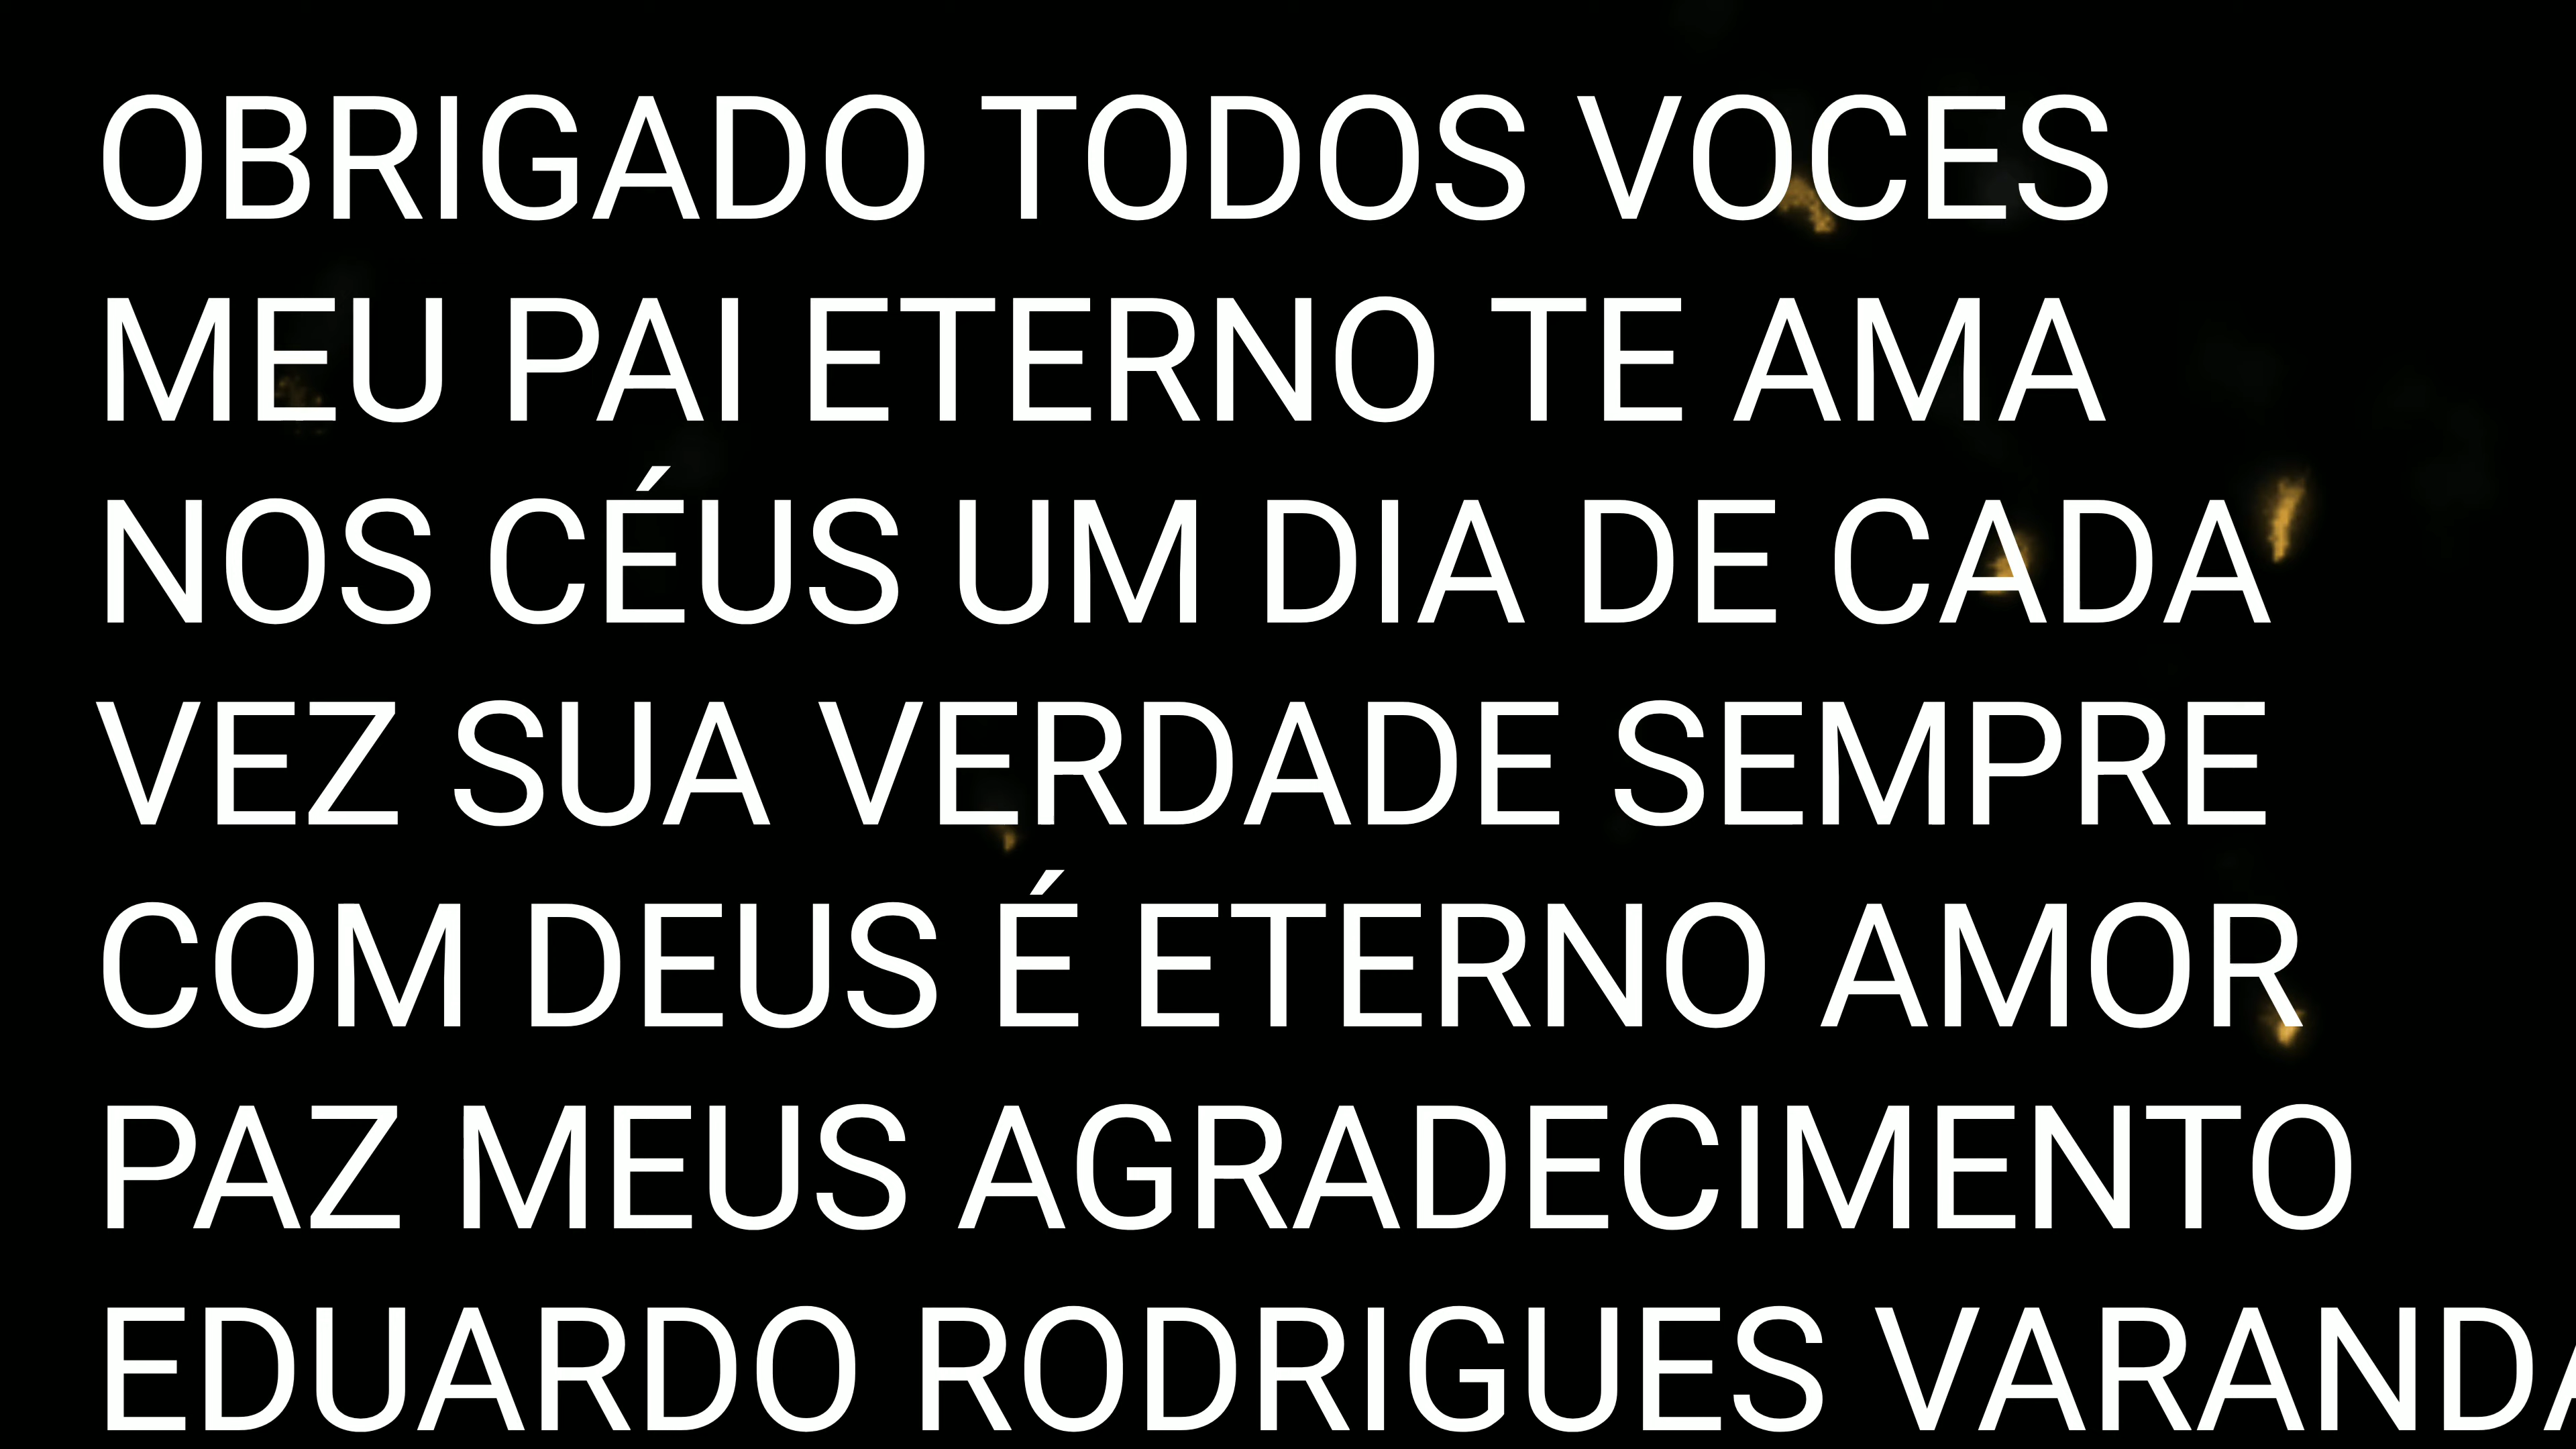 OBRIGADO TODOS VOCES
MEU PAI ETERNO TE AMA
NOS CÉUS UM DIA DE CADA
VEZ SUA VERDADE SEMPRE
COM DEUS É ETERNO AMOR
PAZ MEUS AGRADECIMENTO
EDUARDO RODRIGUES VARANDA